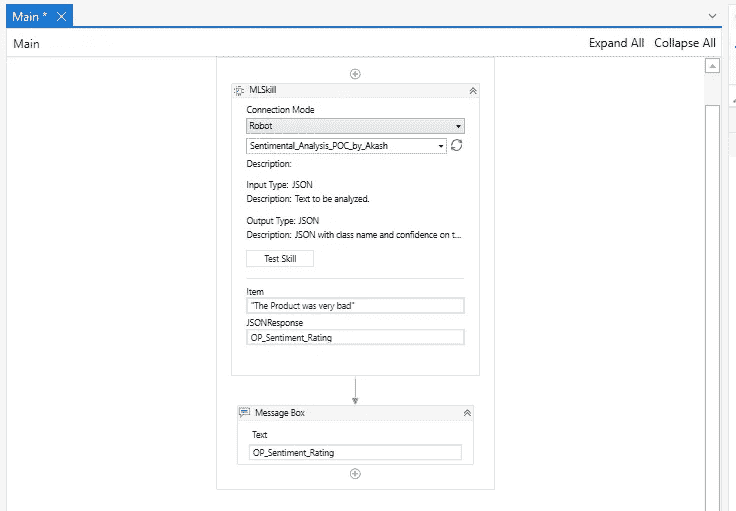 Main *
Main
Expand All Collapse All
MLSkill
Connection Mode
Robot
Sentimental_Analysis_POC_by_Akash
Description:
Input Type: JSON
Description: Text to be analyzed.
Output Type: JSON
Description: JSON with class name and confidence on t...
Test Skill
Item
"The Product was very bad"
JSONResponse
OP_Sentiment_Rating
Message Box
Text
OP_Sentiment_Rating